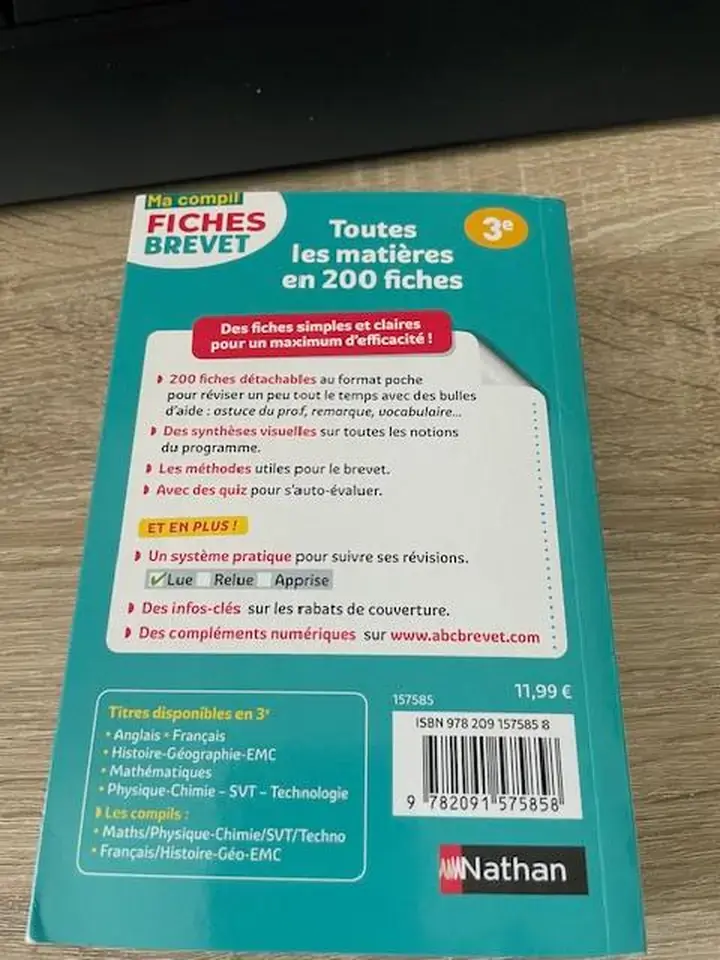 Ma compil
FICHES
BREVET
Toutes
les matières
en 200 fiches
3e
Des fiches simples et claires
pour un maximum d'efficacité !
200 fiches détachables au format poche
pour réviser un peu tout le temps avec des bulles
d'aide : astuce du prof, remarque, vocabulaire...
Des synthèses visuelles sur toutes les notions
du programme.
Les méthodes utiles pour le brevet.
Avec des quiz pour s'auto-évaluer.
ET EN PLUS !
Un système pratique pour suivre ses révisions.
Lue Relue Apprise
Des infos-clés sur les rabats de couverture.
Des compléments numériques sur www.abcbrevet.com
Titres disponibles en 3e
• Anglais • Français
• Histoire-Géographie-EMC
• Mathématiques
• Physique-Chimie – SVT – Technologie
Les compils :
• Maths/Physique-Chimie/SVT/Techno
• Français/Histoire-Géo-EMC
157585
11,99 €
ISBN 978 209 157585 8
9 782091 575858
Nathan